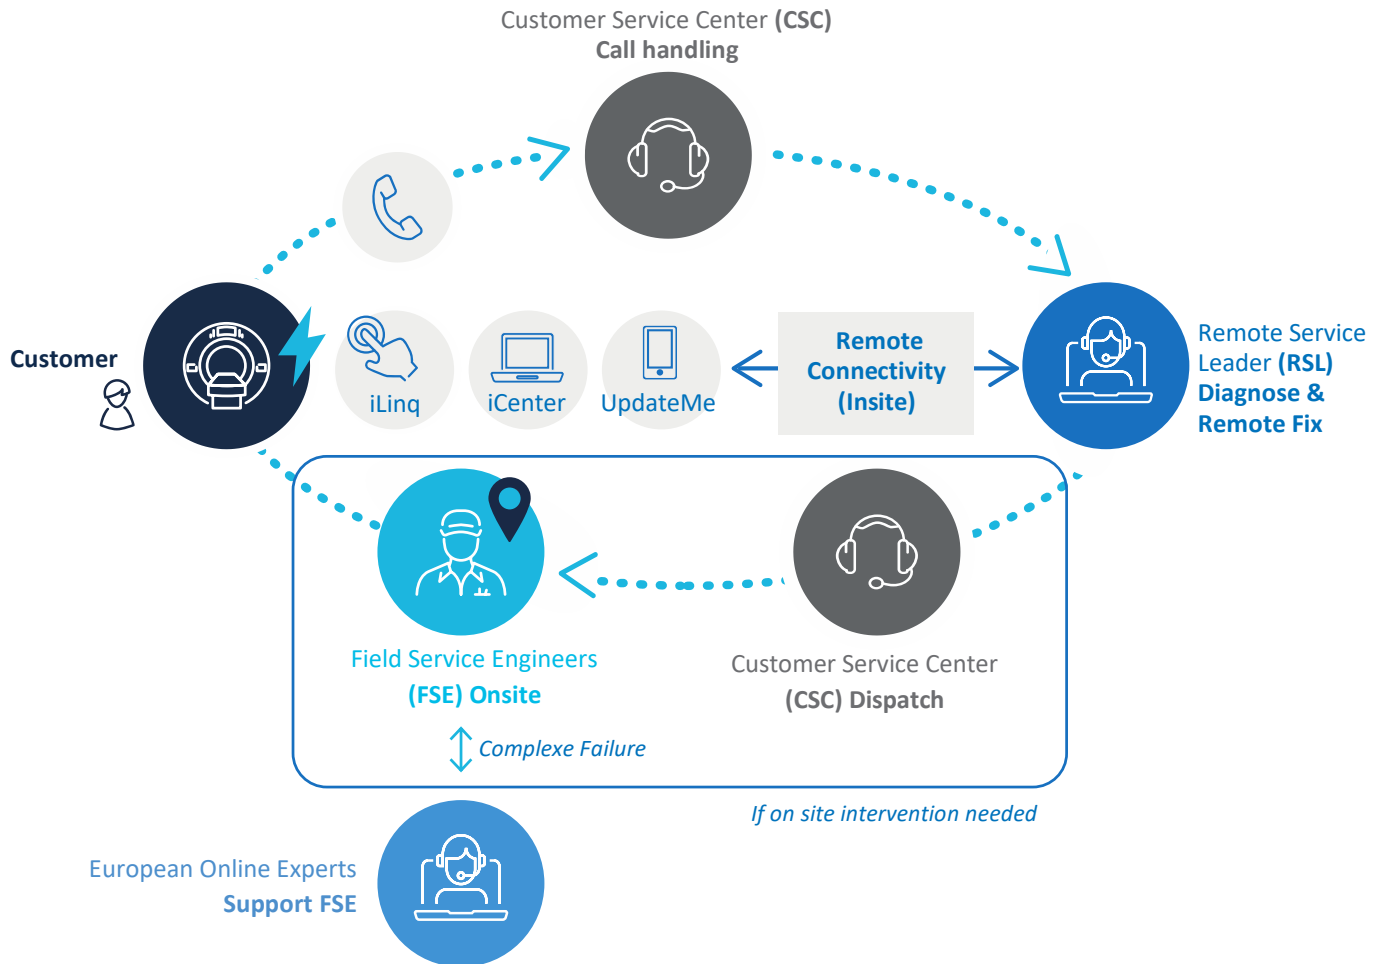 Customer Service Center (CSC)
Call handling
Customer
iLinq
iCenter
UpdateMe
Remote
Connectivity
(Insite)
Remote Service
Leader (RSL)
Diagnose &
Remote Fix
Field Service Engineers
(FSE) Onsite
Customer Service Center
(CSC) Dispatch
Complexe Failure
If on site intervention needed
European Online Experts
Support FSE